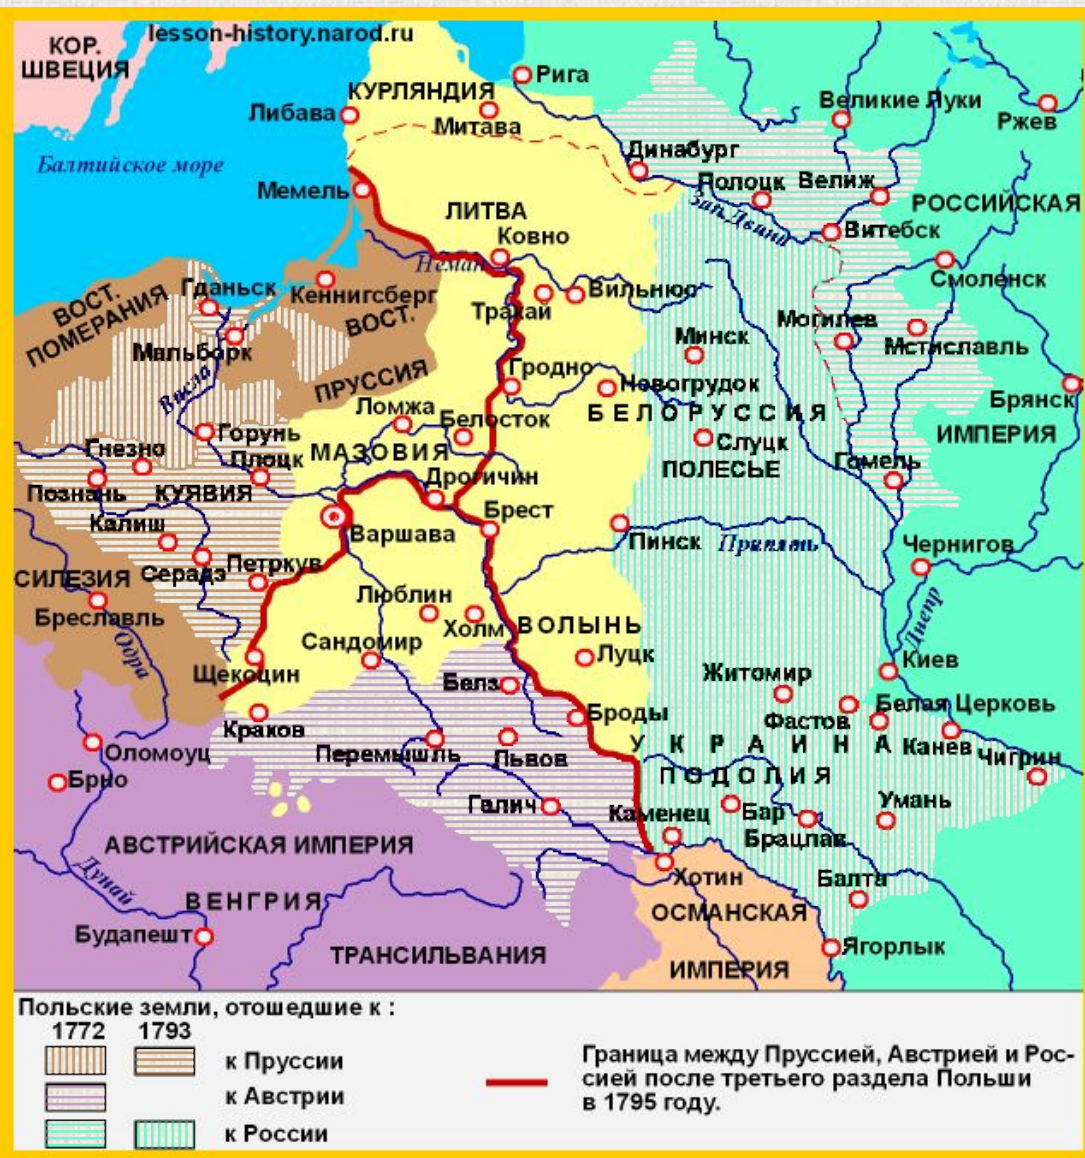 lesson-history.narod.ru
КОР.
ШВЕЦИЯ
Рига
КУРЛЯНДИЯ
Либава
Митава
Великие Луки
Ржев
Балтийское море
Динабург
Мемель
Полоцк
Велиж
РОССИЙСКАЯ
ЛИТВА
Зап. Двина
Витебск
Ковно
Неман
Смоленск
ВОСТ.
ПОМЕРАНИЯ
Гданьск
Кеннигсберг
Вильнюс
Тракай
ВОСТ.
ПРУССИЯ
Могилев
Мстиславль
Мальборк
Минск
Висла
Гродно
Новогрудок
Брянск
Ломжа
Белосток
БЕЛОРУССИЯ
ИМПЕРИЯ
Горунь
Гнезно
Плоцк
МАЗОВИЯ
Слуцк
ПОЛЕСЬЕ
Гомель
Познань
КУЯВИЯ
Дрогичин
Калиш
Варшава
Брест
Пинск
Припять
Чернигов
СИЛЕЗИЯ
Серадз
Петркув
Бреславль
Люблин
Холм
ВОЛЫНЬ
Днепр
Одра
Сандомир
Луцк
Киев
Щекоцин
Белз
Житомир
Краков
Броды
Фастов
Белая Церковь
Оломоуц
Перемышль
Львов
УКРАИНА
Канев
Чигрин
Брно
ПОДОЛИЯ
Галич
Каменец
Бар
Умань
Брацлав
АВСТРИЙСКАЯ ИМПЕРИЯ
Дунай
Хотин
Балта
ВЕНГРИЯ
ОСМАНСКАЯ
ИМПЕРИЯ
Будапешт
ТРАНСИЛЬВАНИЯ
Ягорлык
Польские земли, отошедшие к :
1772 1793
к Пруссии
к Австрии
к России
Граница между Пруссией, Австрией и Рос-
сией после третьего раздела Польши
в 1795 году.